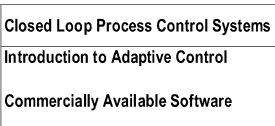 Closed Loop Process Control Systems
Introduction to Adaptive Control
Commercially Available Software